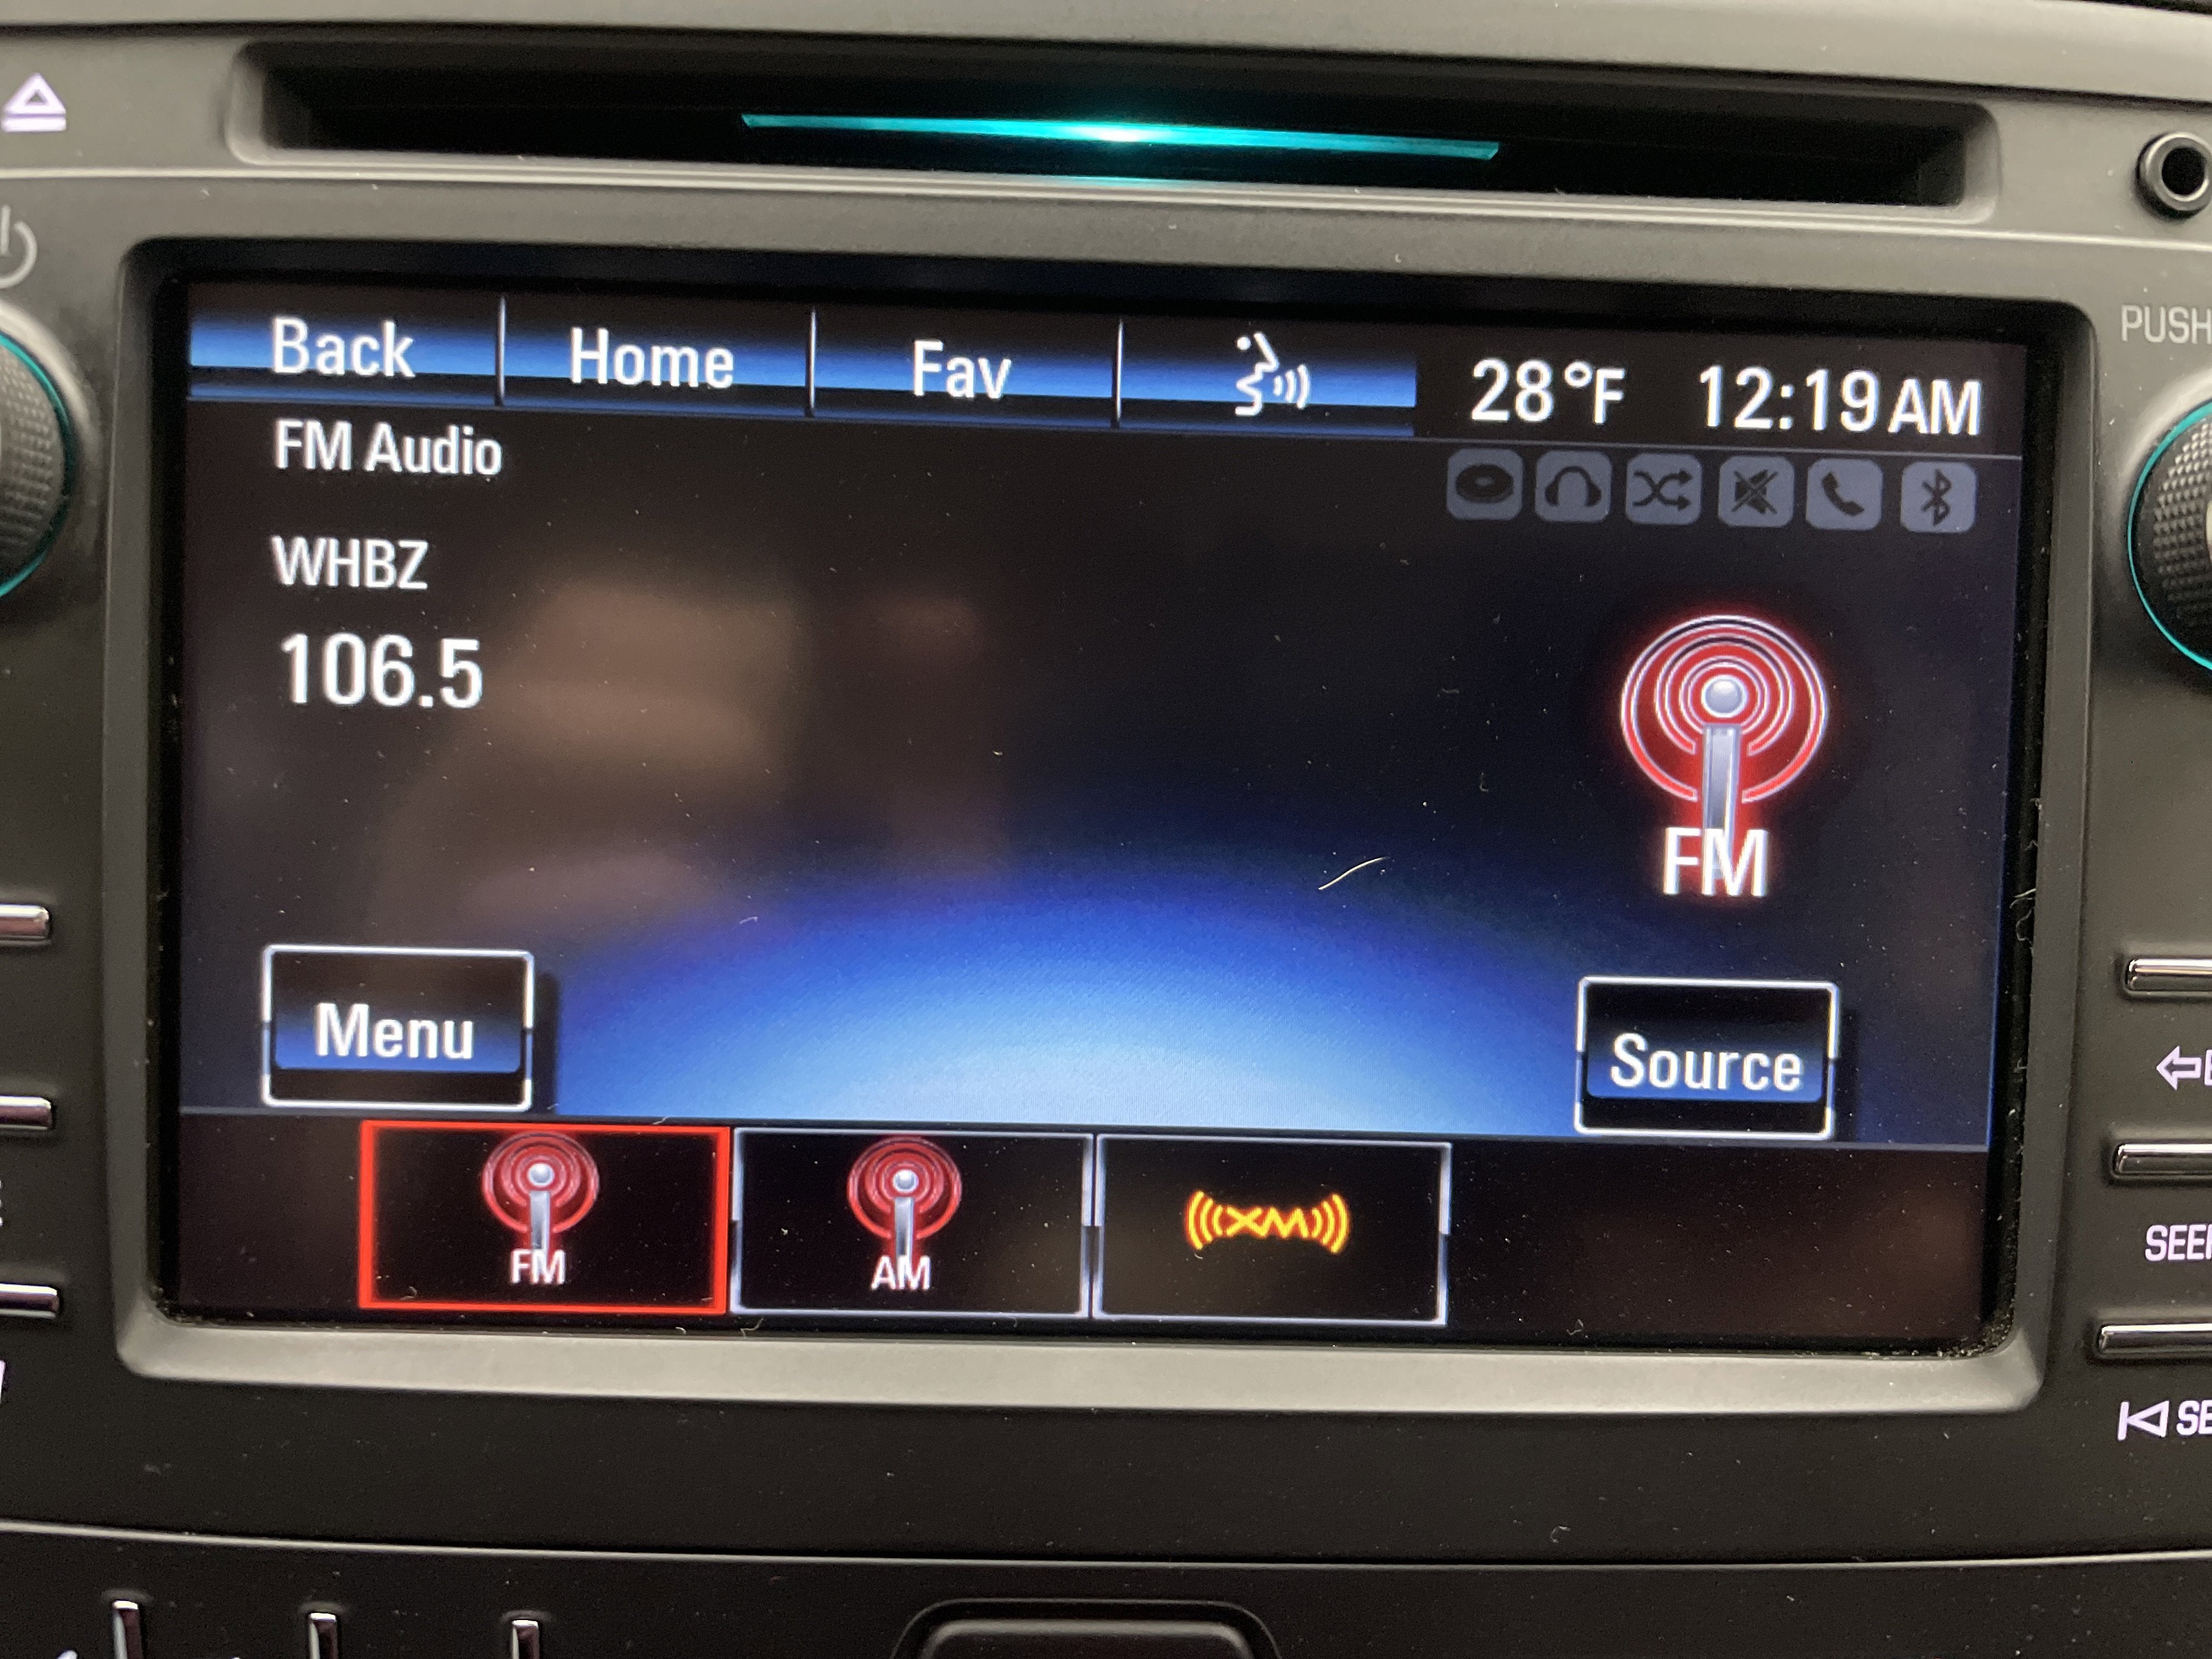 PUSH
Back Home Fav 28°F 12:19 AM
FM Audio
WHBZ
106.5
FM
Menu
Source
FM AM XM